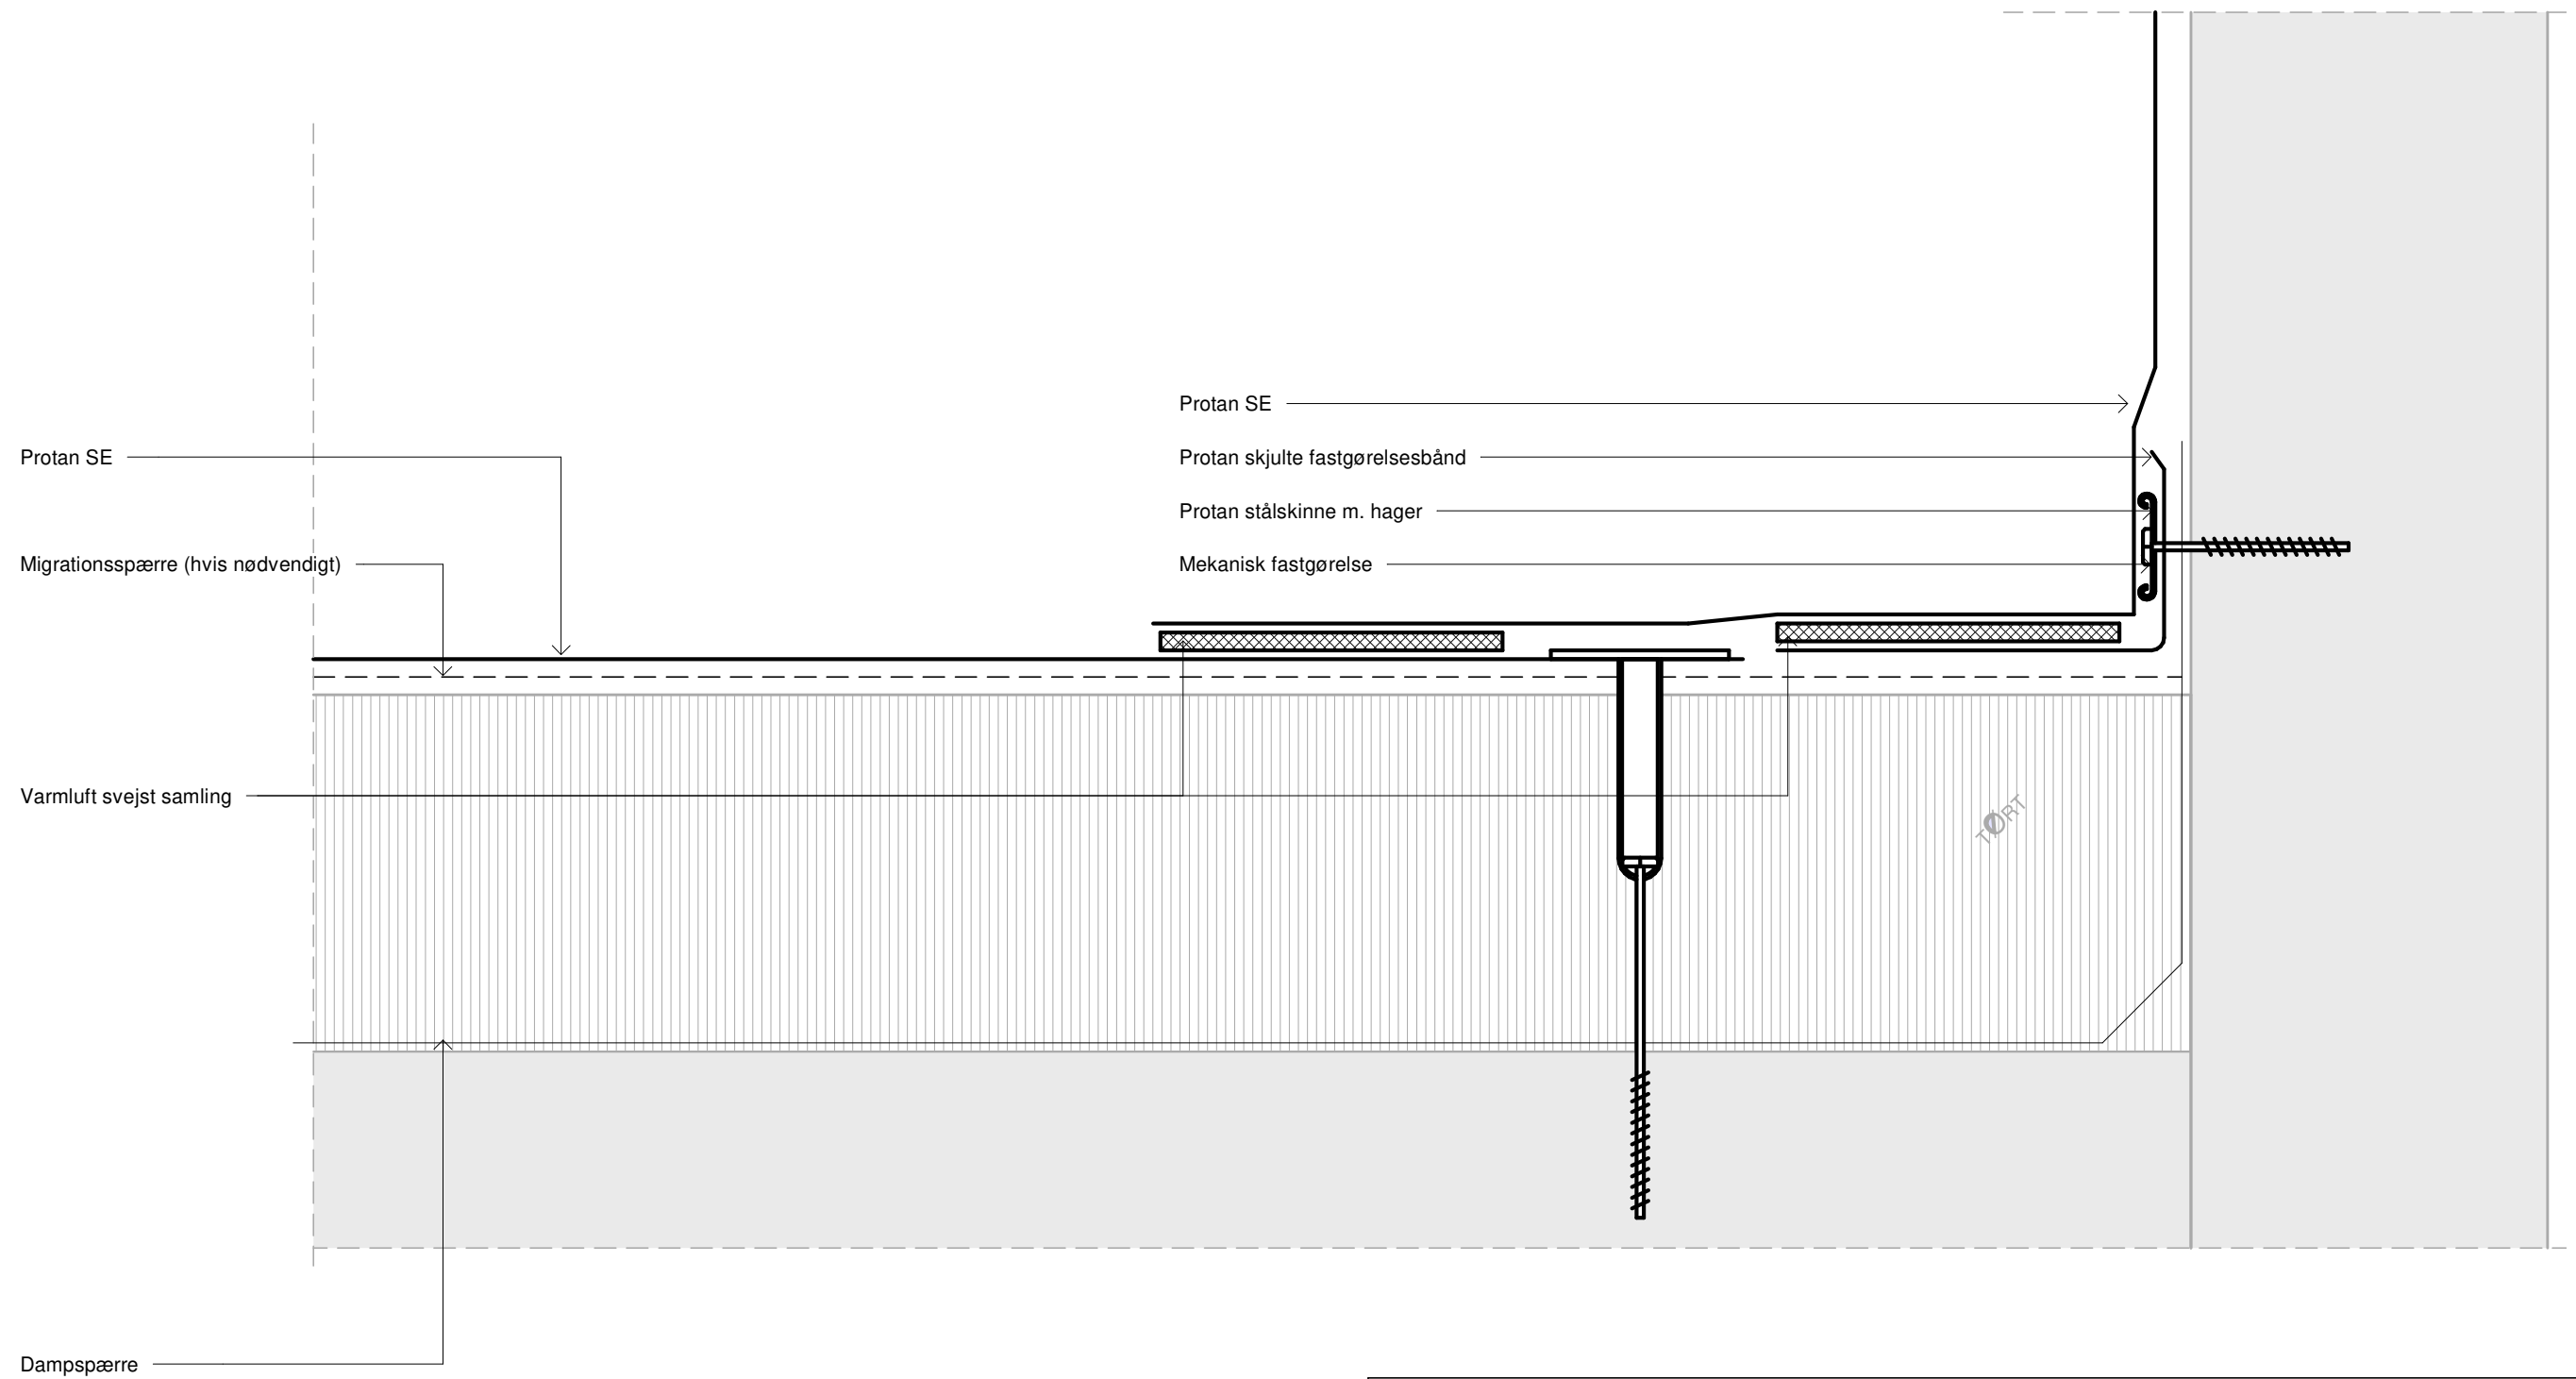 Protan SE
Protan SE
Protan skjulte fastgørelsesbånd
Protan stålskinne m. hager
Migrationsspærre (hvis nødvendigt)
Mekanisk fastgørelse
Varmluft svejst samling
TØRT
Dampspærre